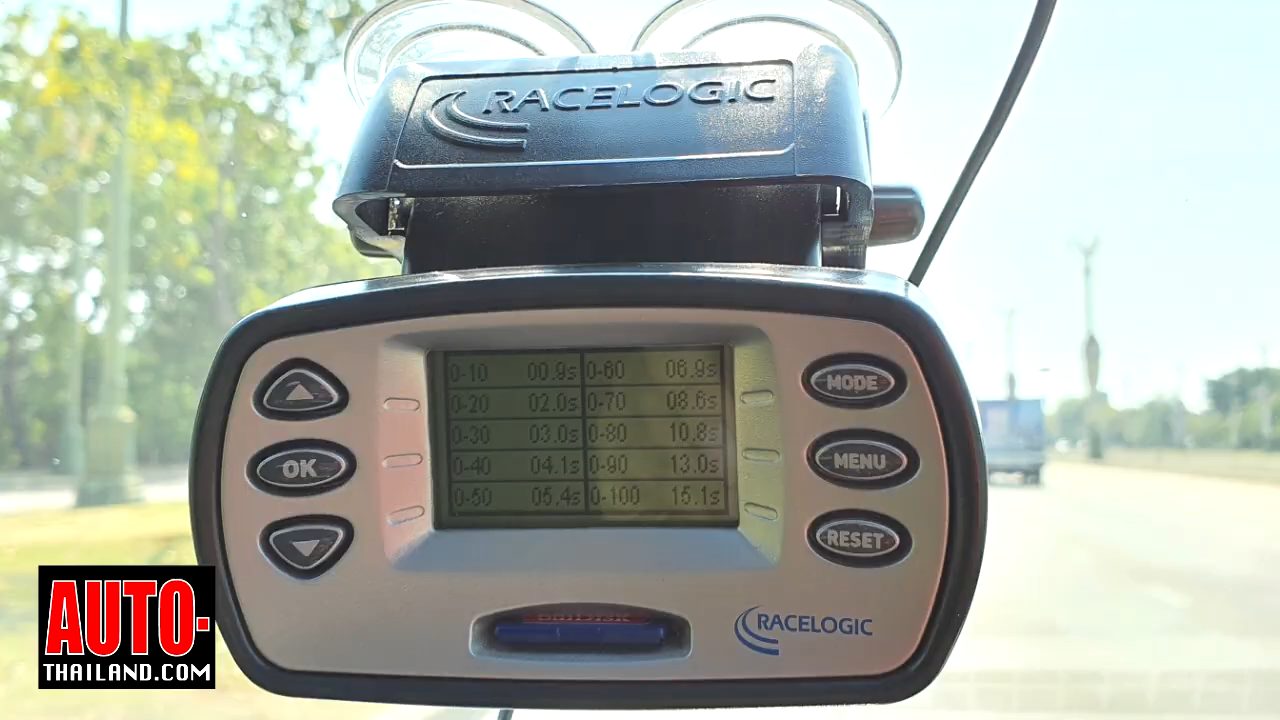 RACELOGIC
0-10 00.9s 0-60 06.9s
0-20 02.0s 0-70 08.6s
0-30 03.0s 0-80 10.8s
0-40 04.1s 0-90 13.0s
0-50 05.4s 0-100 15.1s
MODE
OK
MENU
RESET
SanDisk
RACELOGIC
AUTO-
THAILAND.COM